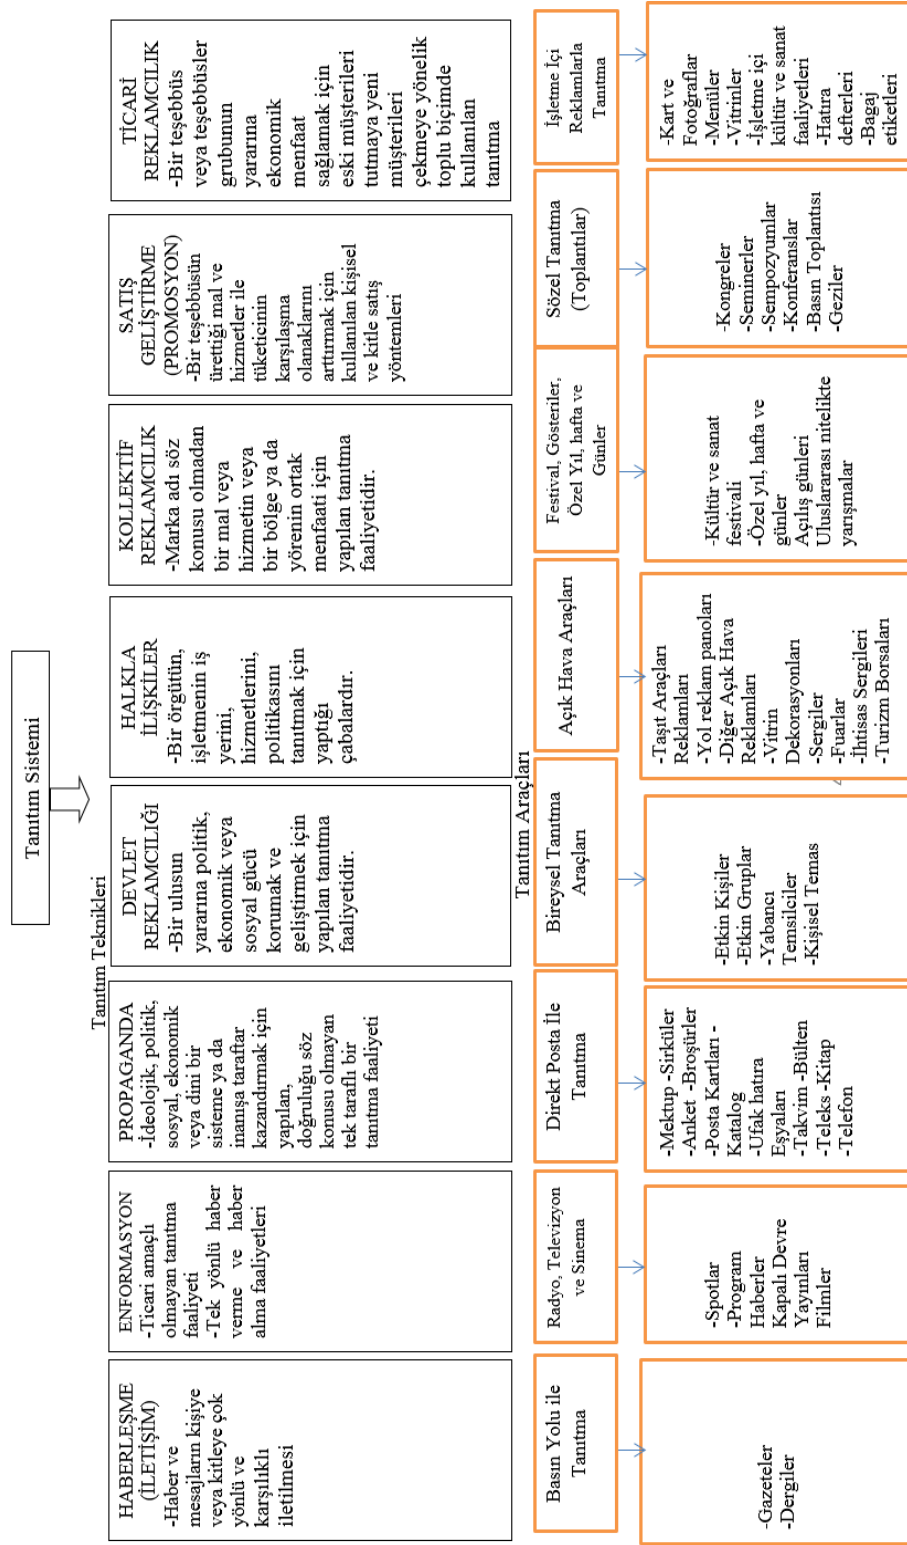 Tanıtım Sistemi
Tanıtım Teknikleri
HABERLEŞME
(İLETİŞİM)
-Haber ve
mesajların kişiye
veya kitleye çok
yönlü ve
karşılıklı
iletilmesi
ENFORMASYON
-Ticari amaçlı
olmayan tanıtma
faaliyeti
-Tek yönlü haber
verme ve haber
alma faaliyetleri
PROPAGANDA
-İdeolojik, politik,
sosyal, ekonomik
veya dini bir
sisteme ya da
inanışa taraftar
kazandırmak için
yapılan,
doğruluğu söz
konusu olmayan
tek taraflı bir
tanıtma faaliyeti
DEVLET
REKLAMCILIĞI
-Bir ulusun
yararına politik,
ekonomik veya
sosyal gücü
korumak ve
geliştirmek için
yapılan tanıtma
faaliyetidir.
HALKLA
İLİŞKİLER
-Bir örgütün,
işletmenin iş
yerini,
hizmetlerini,
politikasını
tanıtmak için
yaptığı
çabalardır.
KOLLEKTİF
REKLAMCILIK
-Marka adı söz
konusu olmadan
bir mal veya
hizmetin veya
bir bölge ya da
yörenin ortak
menfaati için
yapılan tanıtma
faaliyetidir.
SATIŞ
GELİŞTİRME
(PROMOSYON)
-Bir teşebbüsün
ürettiği mal ve
hizmetler ile
tüketicinin
karşılaşma
olanaklarını
arttırmak için
kullanılan kişisel
ve kitle satış
yöntemleri
TİCARİ
REKLAMCILIK
-Bir teşebbüs
veya teşebbüsler
grubunun
yararına
ekonomik
menfaat
sağlamak için
eski müşterileri
tutmaya yeni
müşterileri
çekmeye yönelik
toplu biçimde
kullanılan
tanıtma
Tanıtım Araçları
Basın Yolu ile
Tanıtma
Radyo, Televizyon
ve Sinema
Direkt Posta İle
Tanıtma
Bireysel Tanıtma
Araçları
Açık Hava Araçları
Festival, Gösteriler,
Özel Yıl, hafta ve
Günler
Sözel Tanıtma
(Toplantılar)
İşletme İçi
Reklamlarla
Tanıtma
-Gazeteler
-Dergiler
-Spotlar
-Program
Haberler
Kapalı Devre
Yayınları
Filmler
-Mektup -Sirküler
-Anket -Broşürler
-Posta Kartları -
Katalog
-Ufak hatıra
Eşyaları
-Takvim -Bülten
-Teleks -Kitap
-Telefon
-Etkin Kişiler
-Etkin Gruplar
-Yabancı
Temsilciler
-Kişisel Temas
-Taşıt Araçları
Reklamları
-Yol reklam panoları
-Diğer Açık Hava
Reklamları
-Vitrin
Dekorasyonları
-Sergiler
-Fuarlar
-İhtisas Sergileri
-Turizm Borsaları
-Kültür ve sanat
festivali
-Özel yıl, hafta ve
günler
Açılış günleri
Uluslararası nitelikte
yarışmalar
-Kongreler
-Seminerler
-Sempozyumlar
-Konferanslar
-Basın Toplantısı
-Geziler
-Kart ve
Fotoğraflar
-Menüler
-Vitrinler
-İşletme içi
kültür ve sanat
faaliyetleri
-Hatıra
defterleri
-Bagaj
etiketleri